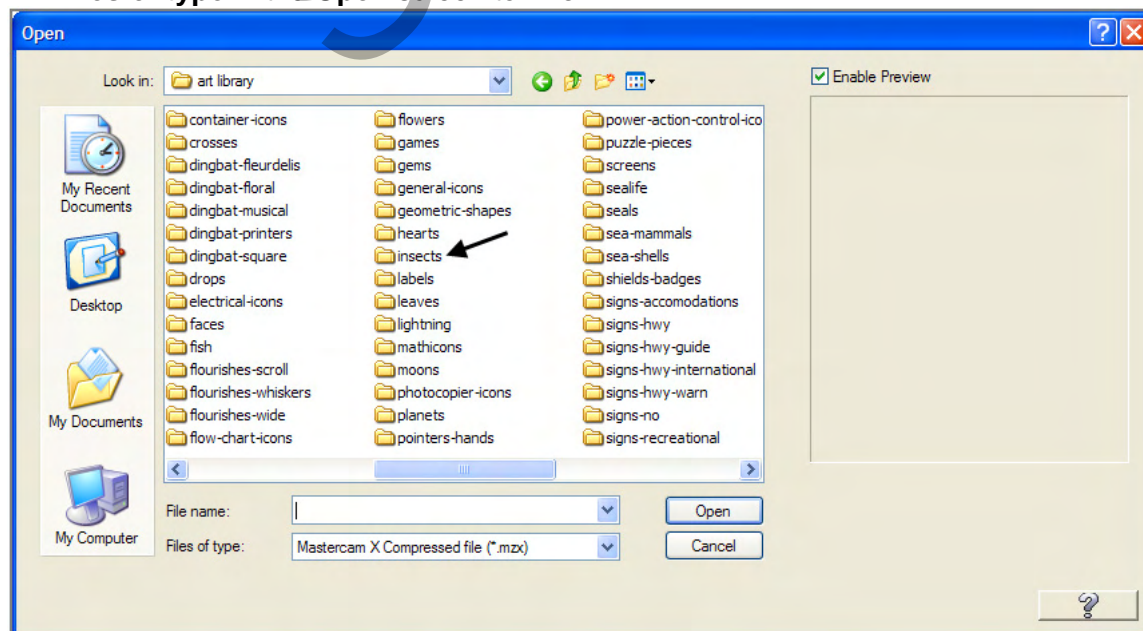 Open
Look in: art library
Enable Preview
My Recent
Documents
Desktop
My Documents
My Computer
container-icons
crosses
dingbat-fleurdelis
dingbat-floral
dingbat-musical
dingbat-printers
dingbat-square
drops
electrical-icons
faces
fish
flourishes-scroll
flourishes-whiskers
flourishes-wide
flow-chart-icons
flowers
games
gems
general-icons
geometric-shapes
hearts
insects
labels
leaves
lightning
mathicons
moons
photocopier-icons
planets
pointers-hands
power-action-control-ico
puzzle-pieces
screens
sealife
seals
sea-mammals
sea-shells
shields-badges
signs-accomodations
signs-hwy
signs-hwy-guide
signs-hwy-international
signs-hwy-warn
signs-no
signs-recreational
File name:
Open
Files of type: Mastercam X Compressed file (*.mzx)
Cancel